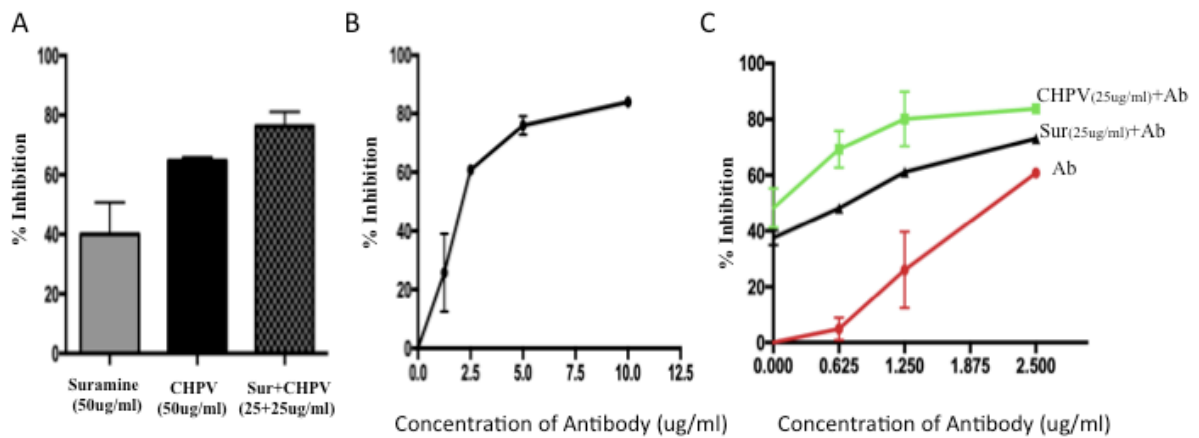 A
% Inhibition
100
80
60
40
20
0
Suramine
(50ug/ml)
CHPV
(50ug/ml)
Sur+CHPV
(25+25ug/ml)
B
% Inhibition
100
80
60
40
20
0
0.0 2.5 5.0 7.5 10.0 12.5
Concentration of Antibody (ug/ml)
C
% Inhibition
100
80
60
40
20
0
0.000 0.625 1.250 1.875 2.500
CHPV(25ug/ml)+Ab
Sur(25ug/ml)+Ab
Ab
Concentration of Antibody (ug/ml)